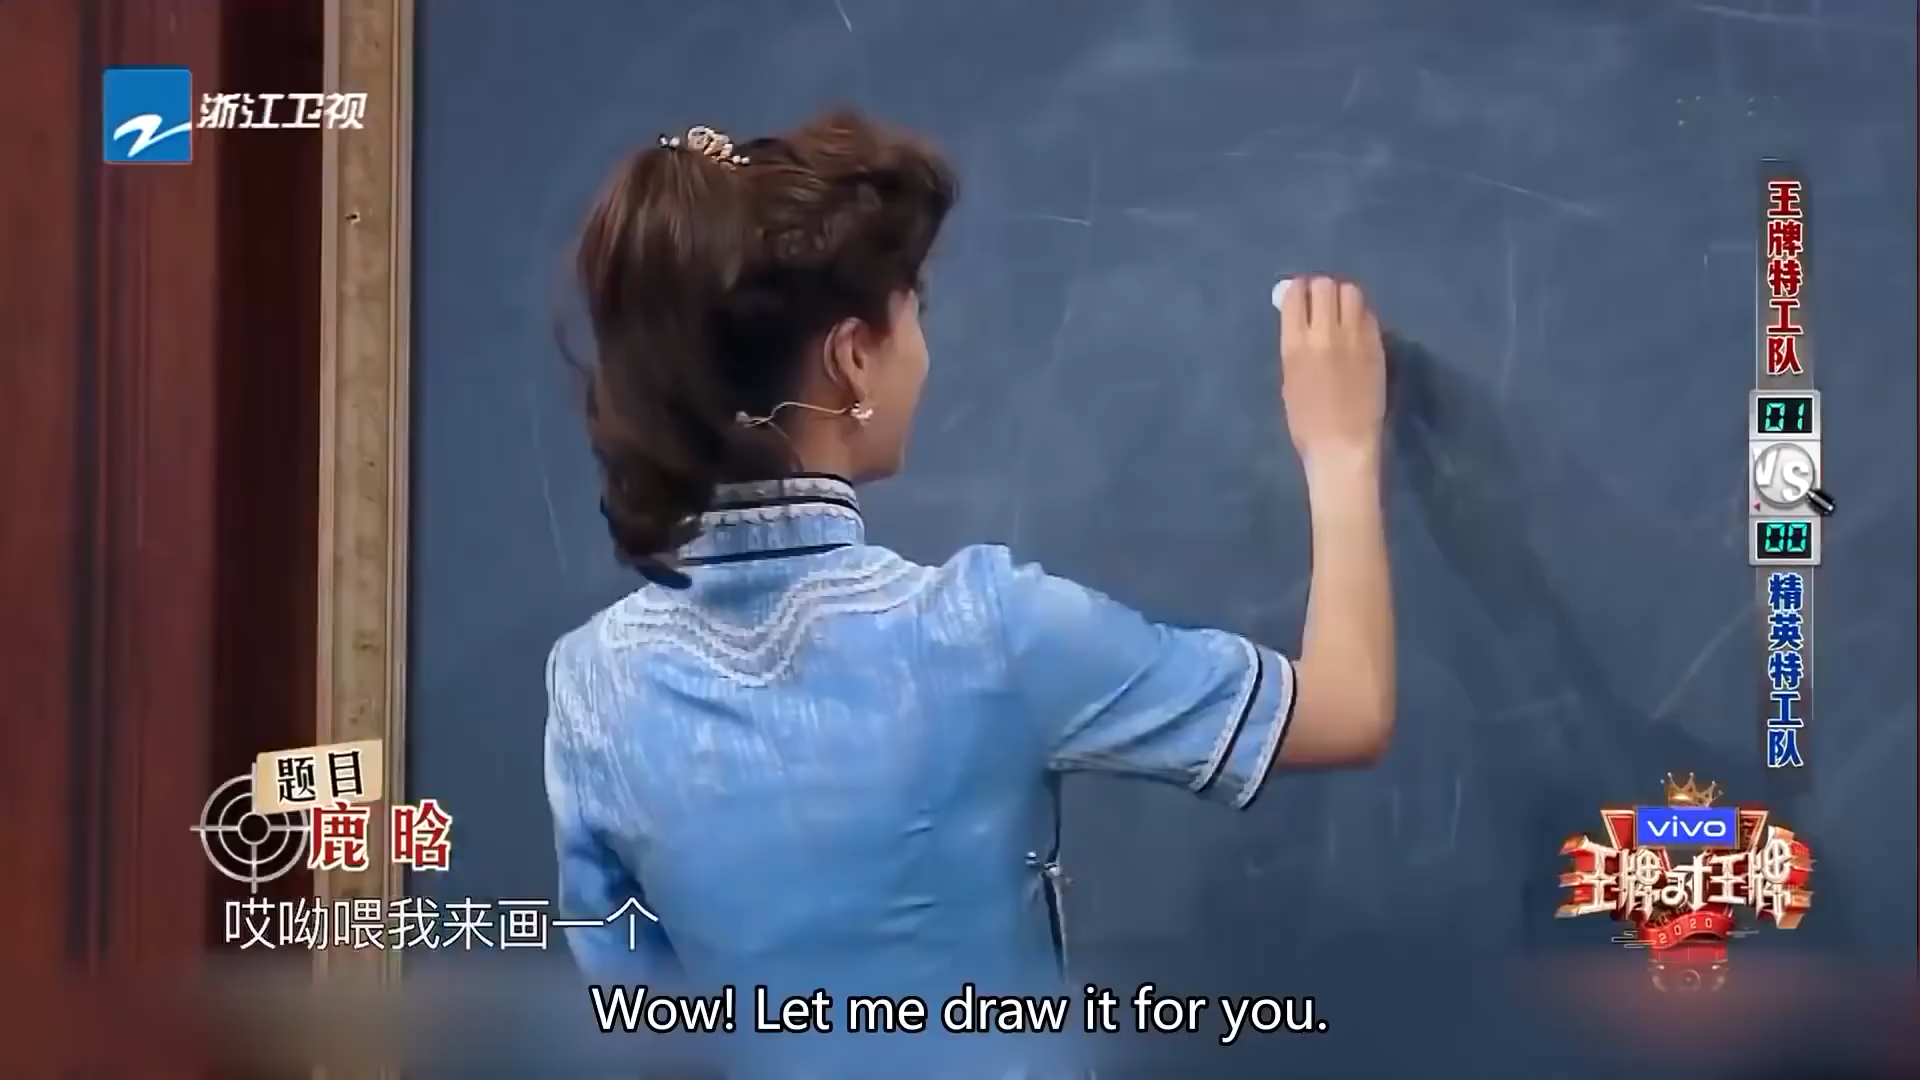 浙江卫视
王牌特工队
01
VS
00
精英特工队
题目
鹿晗
vivo
王牌对王牌
2020
哎呦喂我来画一个
Wow! Let me draw it for you.